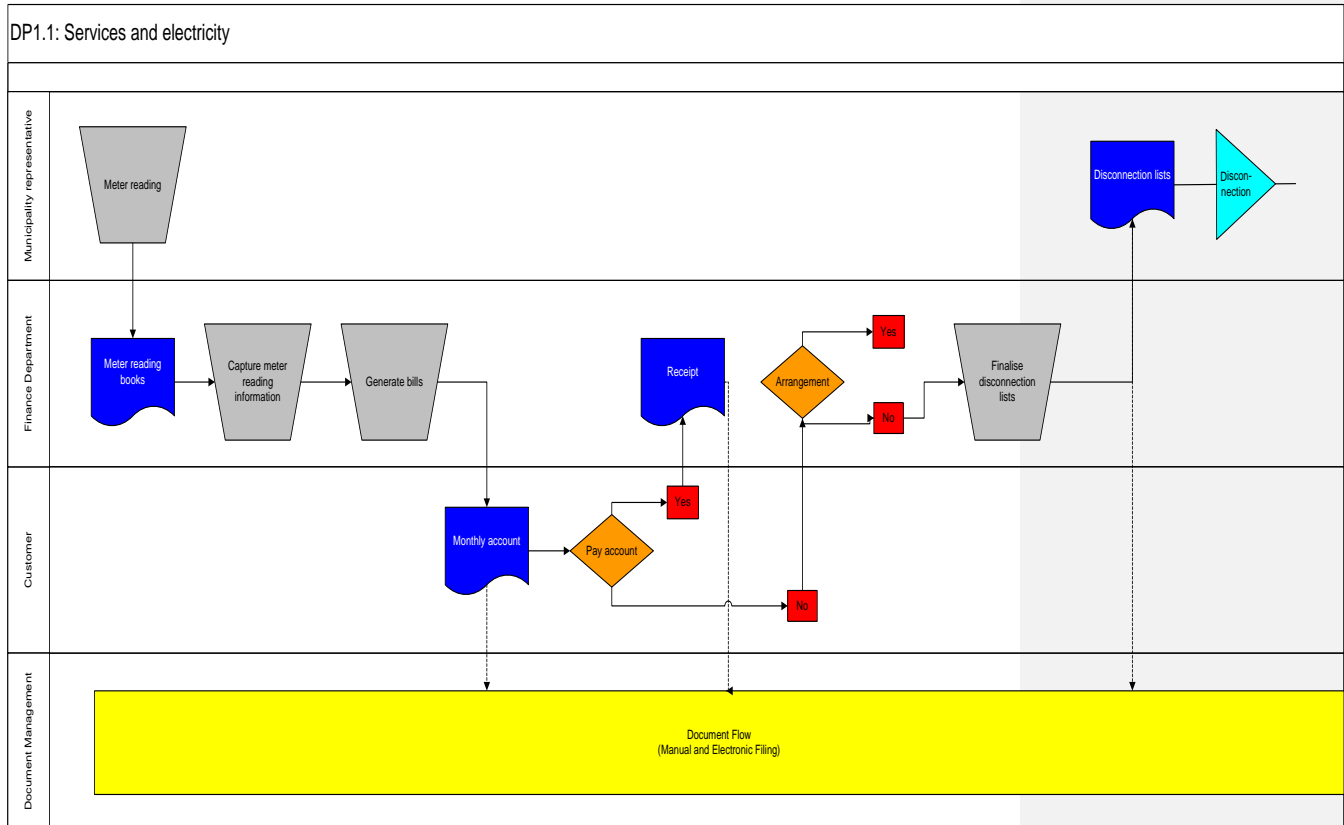 DP1.1: Services and electricity
Municipality representative
Meter reading
Disconnection lists
Discon-
nection
Finance Department
Meter reading
books
Capture meter
reading
information
Generate bills
Receipt
Arrangement
Yes
No
Finalise
disconnection
lists
Customer
Monthly account
Pay account
Yes
No
Document Management
Document Flow
(Manual and Electronic Filing)